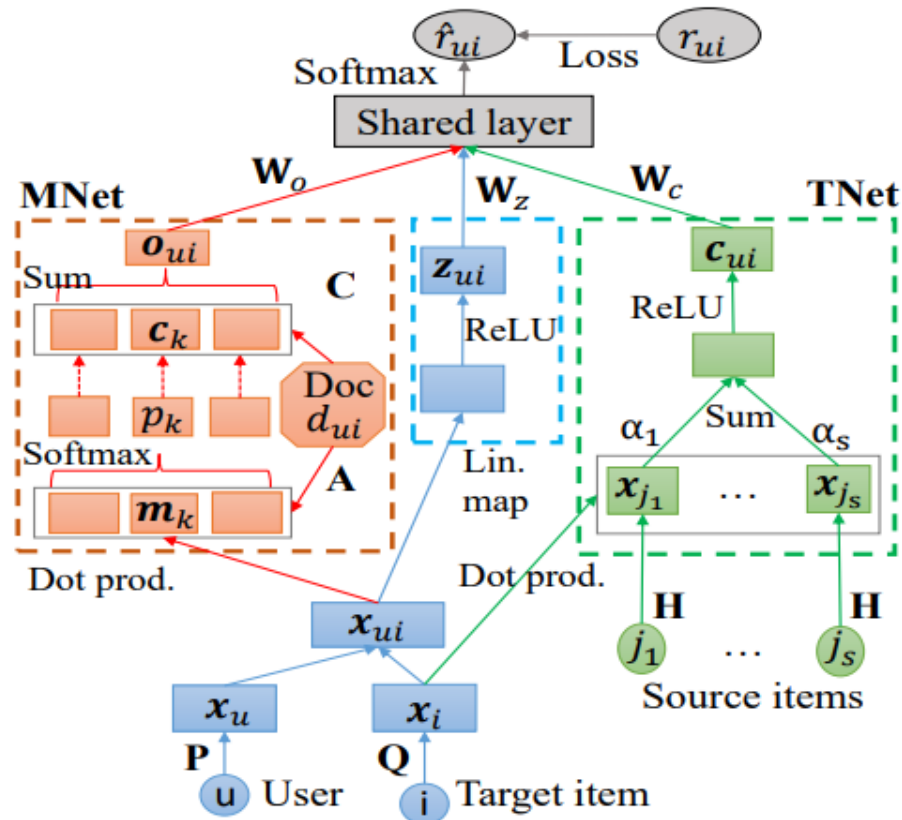 r̂ui
rui
Loss
Softmax
Shared layer
Wo
Wz
Wc
MNet
TNet
oui
Sum
C
ck
pk
Doc
dui
Softmax
A
mk
Dot prod.
zui
ReLU
Lin.
map
cui
ReLU
Sum
α1
αs
xj1
...
xjs
Dot prod.
H
H
j1
...
js
Source items
xui
xu
xi
P
Q
u
User
i
Target item